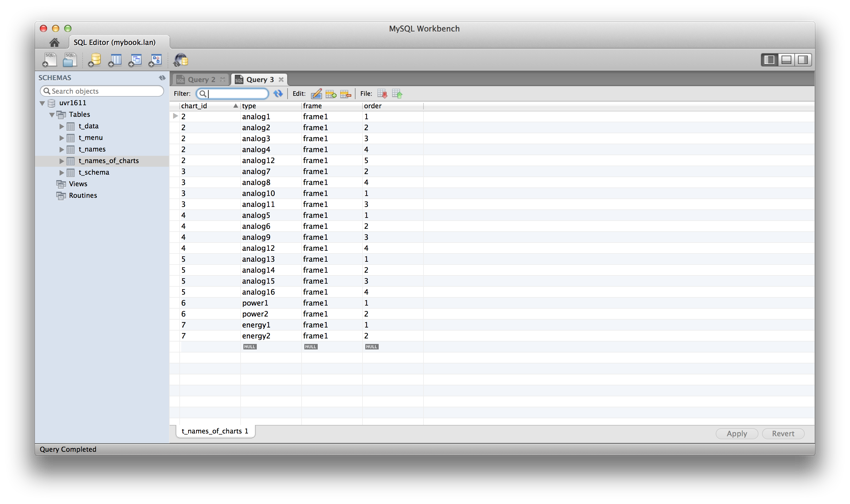 MySQL Workbench
SQL Editor (mybook.lan)
SCHEMAS
Search objects
uvr1611
Tables
t_data
t_menu
t_names
t_names_of_charts
t_schema
Views
Routines
Query 2 Query 3
Filter: Edit: File:
chart_id type frame order
2 analog1 frame1 1
2 analog2 frame1 2
2 analog3 frame1 3
2 analog4 frame1 4
2 analog12 frame1 5
3 analog7 frame1 2
3 analog8 frame1 4
3 analog10 frame1 1
3 analog11 frame1 3
4 analog5 frame1 1
4 analog6 frame1 2
4 analog9 frame1 3
4 analog12 frame1 4
5 analog13 frame1 1
5 analog14 frame1 2
5 analog15 frame1 3
5 analog16 frame1 4
6 power1 frame1 1
6 power2 frame1 2
7 energy1 frame1 1
7 energy2 frame1 2
NULL NULL NULL
t_names_of_charts 1
Apply Revert
Query Completed